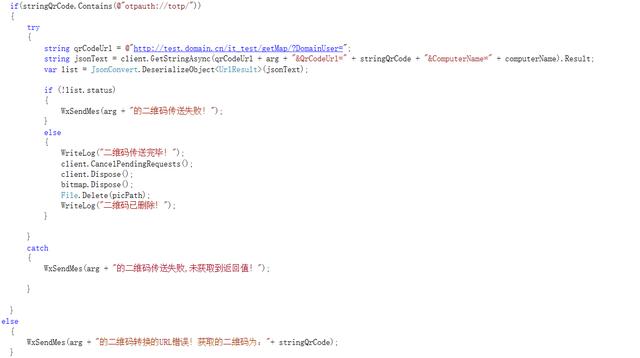 if(stringQrCode.Contains(@"otpauth://totp/"))
{
try
{
string qrCodeUrl = @"http://test.domain.cn/it_test/getMap/?DomainUser=";
string jsonText = client.GetStringAsync(qrCodeUrl + arg + "&QrCodeUrl=" + stringQrCode + "&ComputerName=" + computerName).Result;
var list = JsonConvert.DeserializeObject<UrlResult>(jsonText);
if (!list.status)
{
WxSendMes(arg + "的二维码传送失败！");
}
else
{
WriteLog("二维码传送完毕！");
client.CancelPendingRequests();
client.Dispose();
bitmap.Dispose();
File.Delete(picPath);
WriteLog("二维码已删除！");
}
}
catch
{
WxSendMes(arg + "的二维码传送失败,未获取到返回值！");
}
}
else
{
WxSendMes(arg + "的二维码转换的URL错误！获取的二维码为："+ stringQrCode);
}